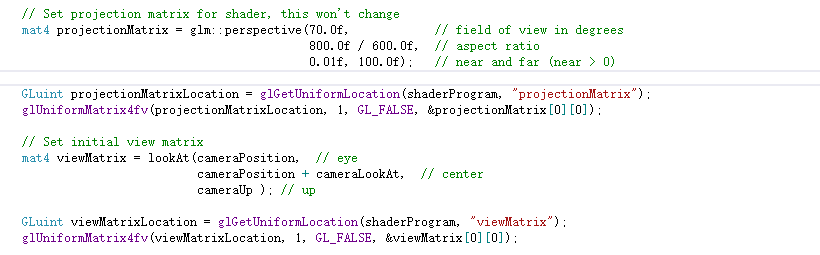 // Set projection matrix for shader, this won't change
mat4 projectionMatrix = glm::perspective(70.0f,            // field of view in degrees
                                         800.0f / 600.0f,  // aspect ratio
                                         0.01f, 100.0f);   // near and far (near > 0)
GLuint projectionMatrixLocation = glGetUniformLocation(shaderProgram, "projectionMatrix");
glUniformMatrix4fv(projectionMatrixLocation, 1, GL_FALSE, &projectionMatrix[0][0]);
// Set initial view matrix
mat4 viewMatrix = lookAt(cameraPosition,  // eye
                         cameraPosition + cameraLookAt,  // center
                         cameraUp ); // up
GLuint viewMatrixLocation = glGetUniformLocation(shaderProgram, "viewMatrix");
glUniformMatrix4fv(viewMatrixLocation, 1, GL_FALSE, &viewMatrix[0][0]);